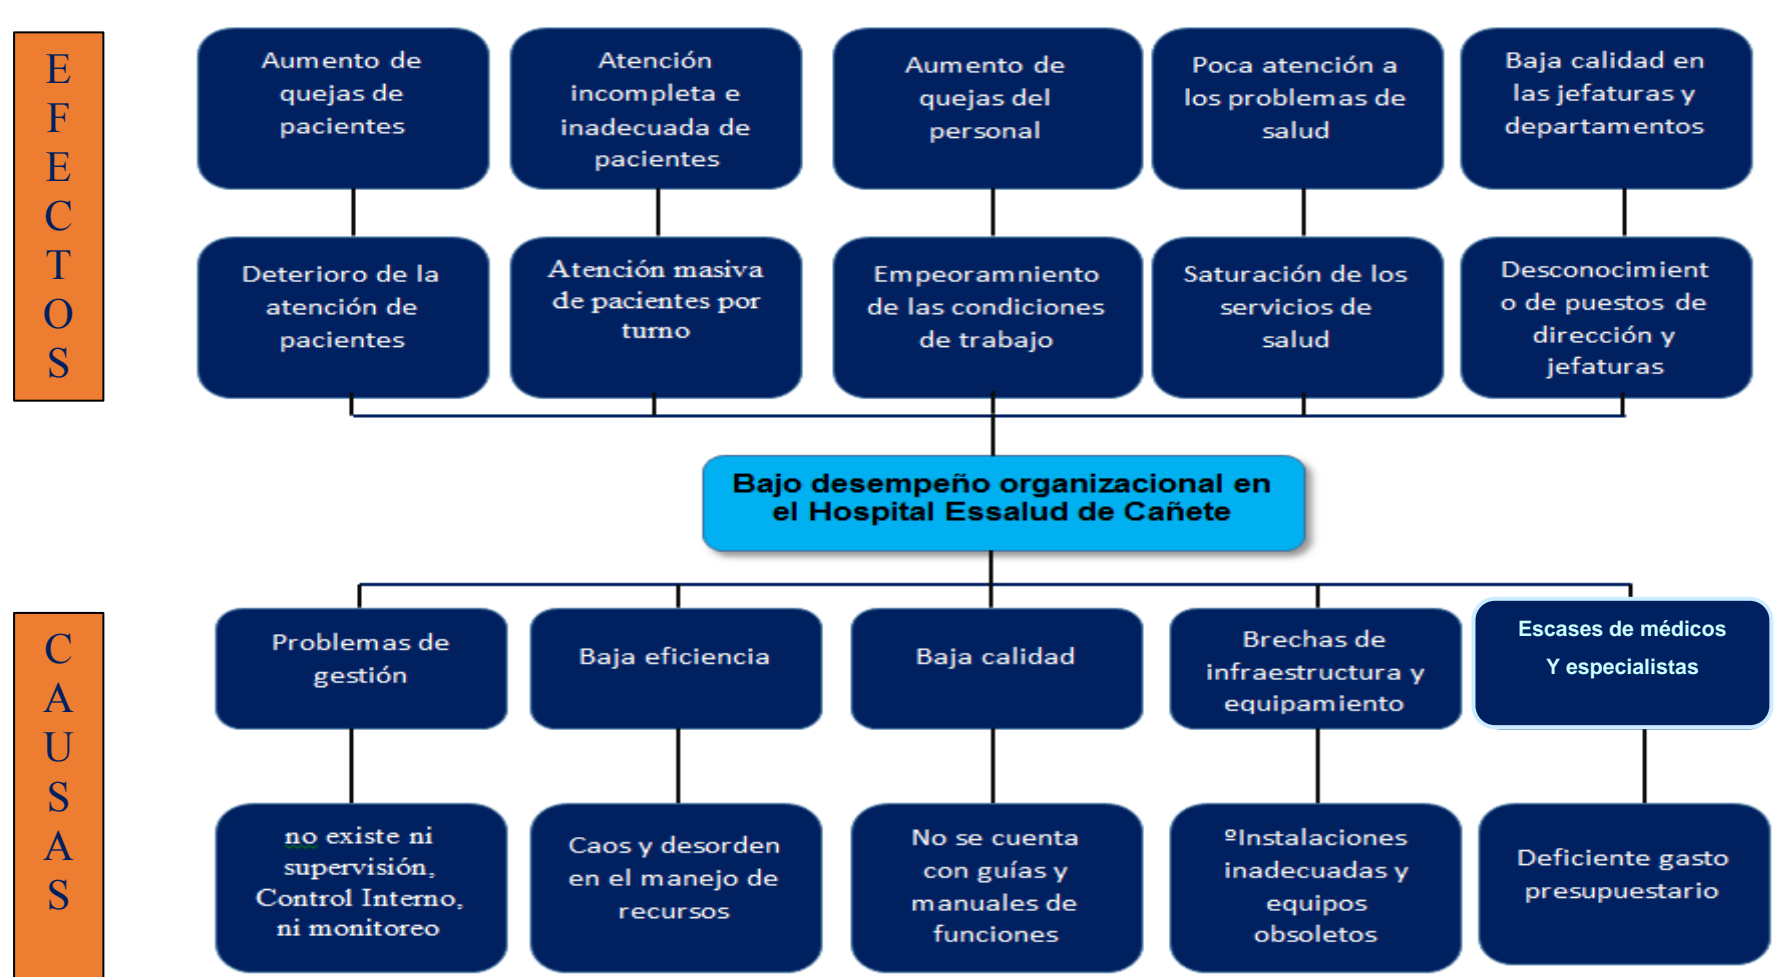 E
F
E
C
T
O
S
Aumento de
quejas de
pacientes
Atención
incompleta e
inadecuada de
pacientes
Aumento de
quejas del
personal
Poca atención a
los problemas de
salud
Baja calidad en
las jefaturas y
departamentos
Deterioro de la
atención de
pacientes
Atención masiva
de pacientes por
turno
Empeoramniento
de las condiciones
de trabajo
Saturación de los
servicios de
salud
Desconocimient
o de puestos de
dirección y
jefaturas
Bajo desempeño organizacional en
el Hospital Essalud de Cañete
C
A
U
S
A
S
Problemas de
gestión
Baja eficiencia
Baja calidad
Brechas de
infraestructura y
equipamiento
Escases de médicos
Y especialistas
no existe ni
supervisión,
Control Interno,
ni monitoreo
Caos y desorden
en el manejo de
recursos
No se cuenta
con guías y
manuales de
funciones
ºInstalaciones
inadecuadas y
equipos
obsoletos
Deficiente gasto
presupuestario